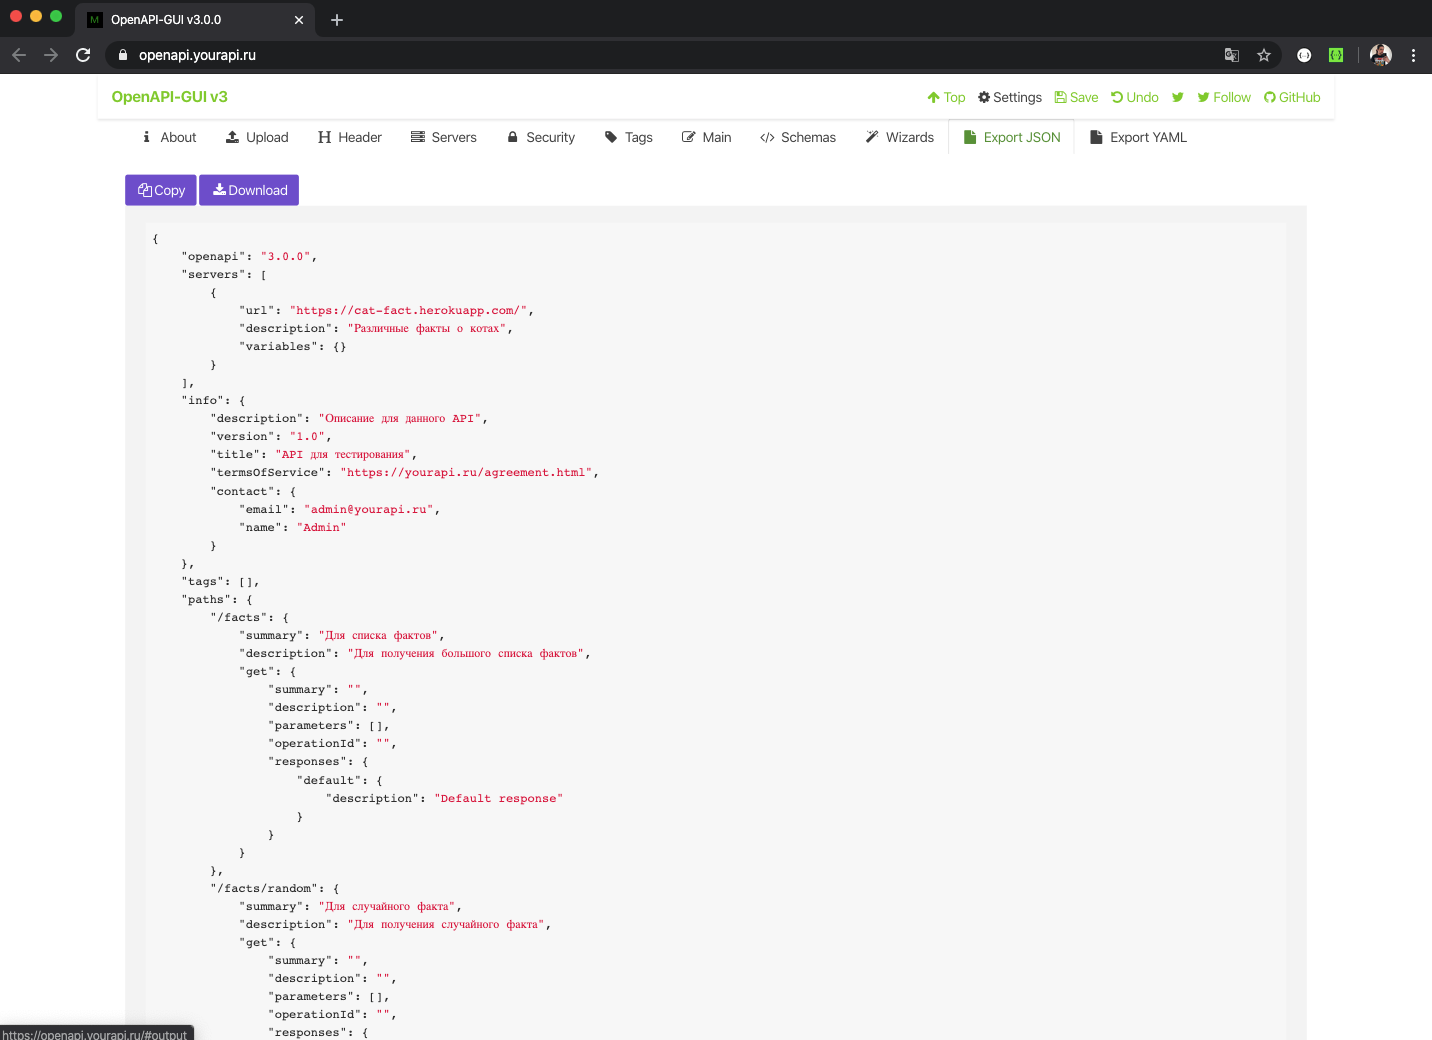 OpenAPI-GUI v3.0.0
openapi.yourapi.ru
OpenAPI-GUI v3
Top Settings Save Undo Follow GitHub
About Upload Header Servers Security Tags Main Schemas Wizards Export JSON Export YAML
Copy Download
{
"openapi": "3.0.0",
"servers": [
{
"url": "https://cat-fact.herokuapp.com/",
"description": "Различные факты о котах",
"variables": {}
}
],
"info": {
"description": "Описание для данного API",
"version": "1.0",
"title": "API для тестирования",
"termsOfService": "https://yourapi.ru/agreement.html",
"contact": {
"email": "admin@yourapi.ru",
"name": "Admin"
}
},
"tags": [],
"paths": {
"/facts": {
"summary": "Для списка фактов",
"description": "Для получения большого списка фактов",
"get": {
"summary": "",
"description": "",
"parameters": [],
"operationId": "",
"responses": {
"default": {
"description": "Default response"
}
}
}
},
"/facts/random": {
"summary": "Для случайного факта",
"description": "Для получения случайного факта",
"get": {
"summary": "",
"description": "",
"parameters": [],
"operationId": "",
"responses": {
https://openapi.yourapi.ru/#output